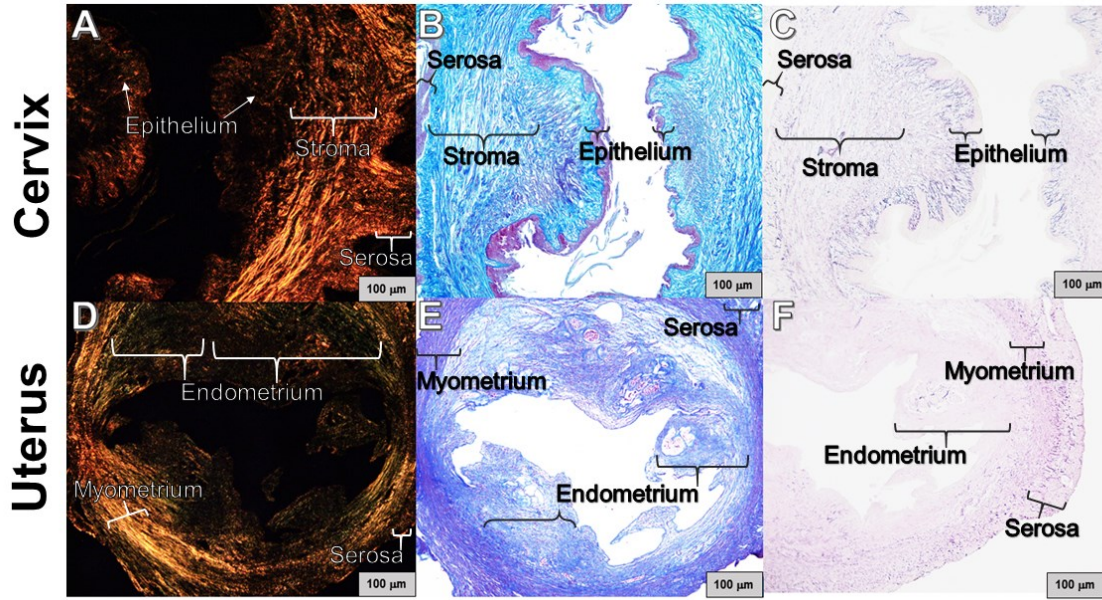 Cervix
A
Epithelium
Stroma
Serosa
100 μm
B
Serosa
Stroma
Epithelium
100 μm
C
Serosa
Stroma
Epithelium
100 μm
Uterus
D
Endometrium
Myometrium
Serosa
100 μm
E
Serosa
Myometrium
Endometrium
100 μm
F
Myometrium
Endometrium
Serosa
100 μm